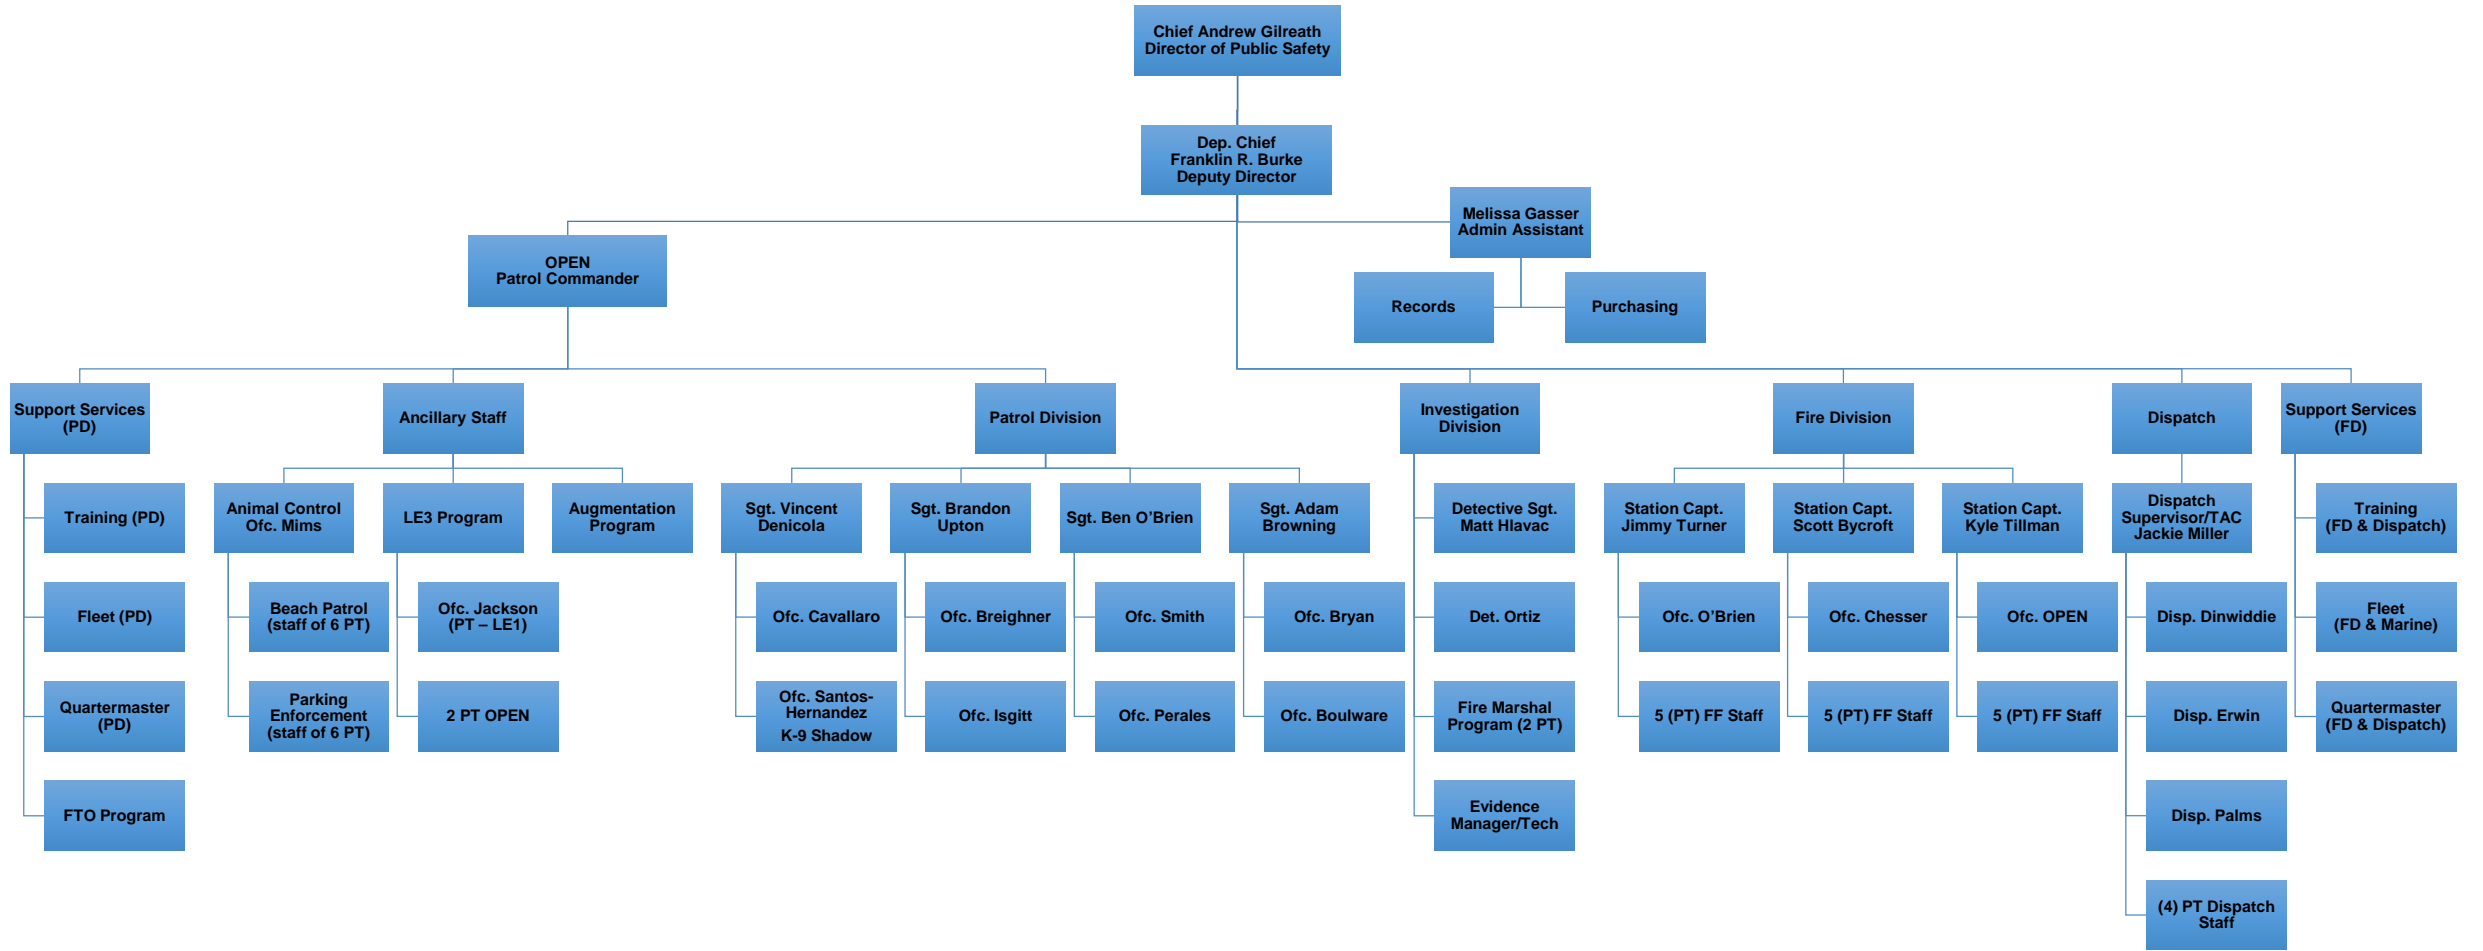 Chief Andrew Gilreath
Director of Public Safety
Dep. Chief
Franklin R. Burke
Deputy Director
Melissa Gasser
Admin Assistant
OPEN
Patrol Commander
Records
Purchasing
Support Services
(PD)
Ancillary Staff
Patrol Division
Investigation
Division
Fire Division
Dispatch
Support Services
(FD)
Training (PD)
Fleet (PD)
Quartermaster
(PD)
FTO Program
Animal Control
Ofc. Mims
Beach Patrol
(staff of 6 PT)
Parking
Enforcement
(staff of 6 PT)
LE3 Program
Ofc. Jackson
(PT – LE1)
2 PT OPEN
Augmentation
Program
Sgt. Vincent
Denicola
Ofc. Cavallaro
Ofc. Santos-
Hernandez
K-9 Shadow
Sgt. Brandon
Upton
Ofc. Breighner
Ofc. Isgitt
Sgt. Ben O’Brien
Ofc. Smith
Ofc. Perales
Sgt. Adam
Browning
Ofc. Bryan
Ofc. Boulware
Detective Sgt.
Matt Hlavac
Det. Ortiz
Fire Marshal
Program (2 PT)
Evidence
Manager/Tech
Station Capt.
Jimmy Turner
Ofc. O’Brien
5 (PT) FF Staff
Station Capt.
Scott Bycroft
Ofc. Chesser
5 (PT) FF Staff
Station Capt.
Kyle Tillman
Ofc. OPEN
5 (PT) FF Staff
Dispatch
Supervisor/TAC
Jackie Miller
Disp. Dinwiddie
Disp. Erwin
Disp. Palms
(4) PT Dispatch
Staff
Training
(FD & Dispatch)
Fleet
(FD & Marine)
Quartermaster
(FD & Dispatch)